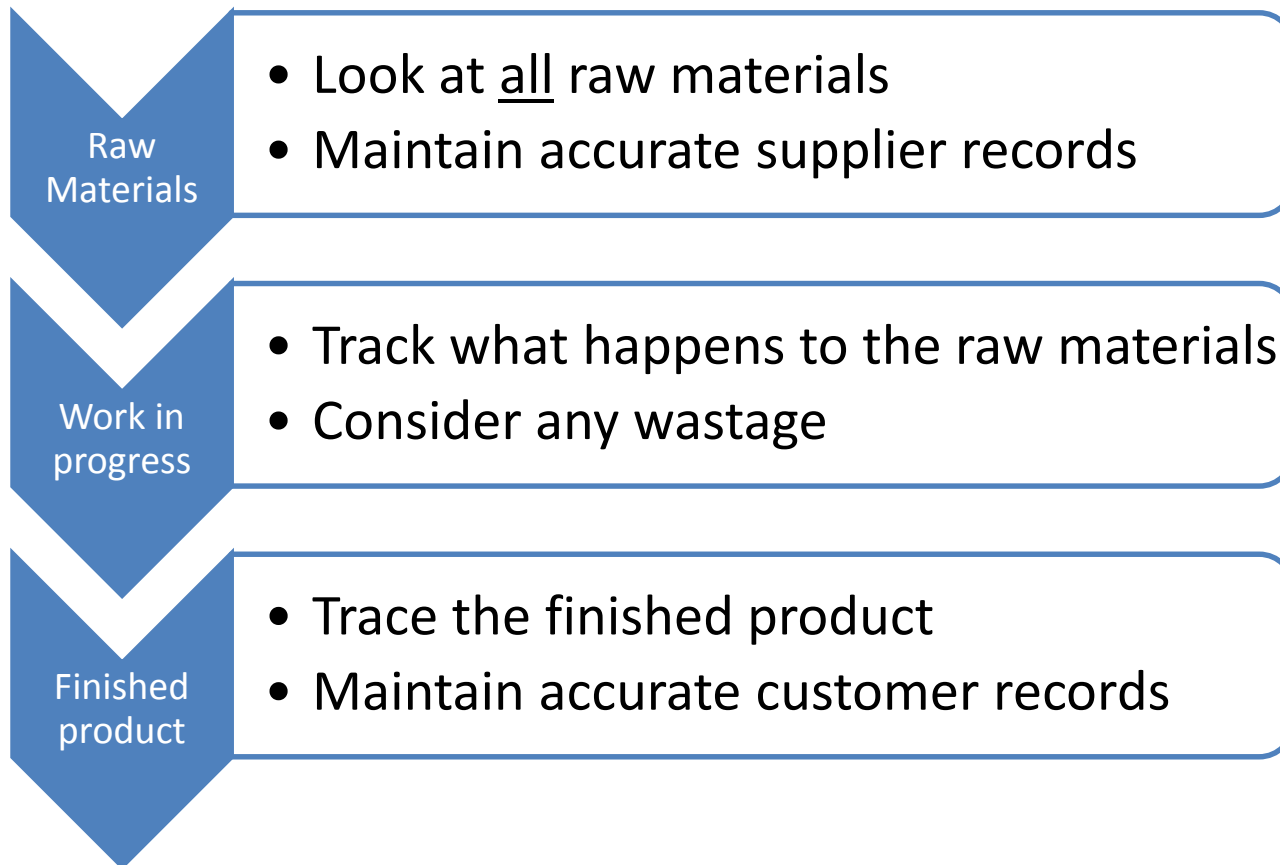 Raw
Materials
• Look at all raw materials
• Maintain accurate supplier records
Work in
progress
• Track what happens to the raw materials
• Consider any wastage
Finished
product
• Trace the finished product
• Maintain accurate customer records